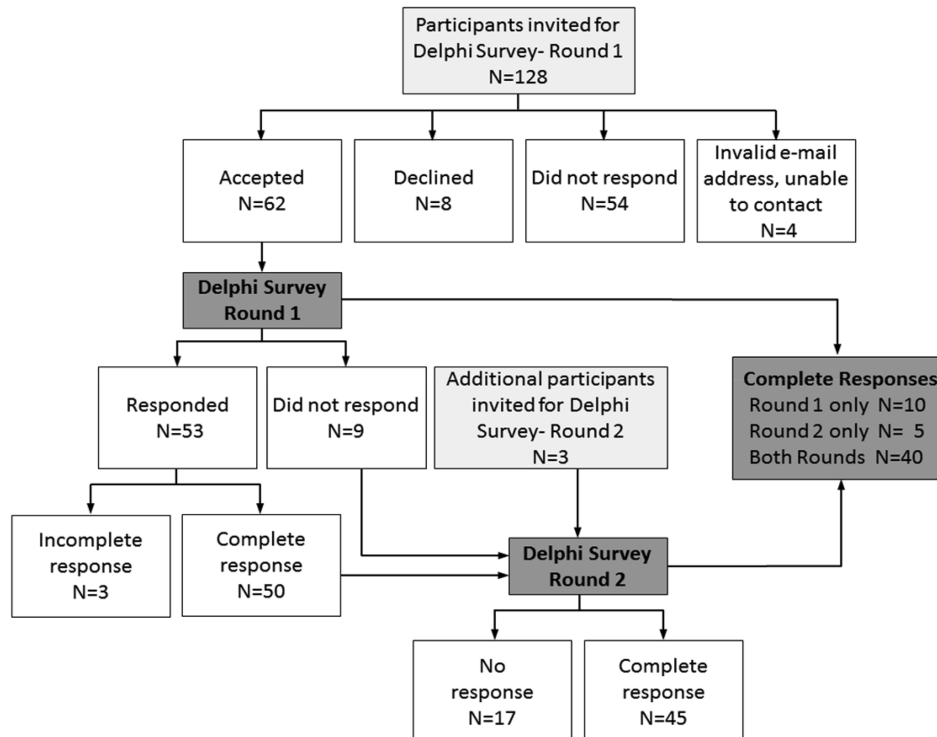 Participants invited for
Delphi Survey- Round 1
N=128
Accepted
N=62
Declined
N=8
Did not respond
N=54
Invalid e-mail
address, unable
to contact
N=4
Delphi Survey
Round 1
Responded
N=53
Did not respond
N=9
Additional participants
invited for Delphi
Survey- Round 2
N=3
Complete Responses
Round 1 only N=10
Round 2 only N= 5
Both Rounds N=40
Incomplete
response
N=3
Complete
response
N=50
Delphi Survey
Round 2
No
response
N=17
Complete
response
N=45